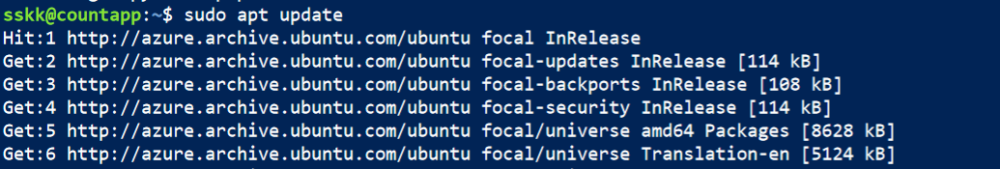 sskk@countapp:~$ sudo apt update
Hit:1 http://azure.archive.ubuntu.com/ubuntu focal InRelease
Get:2 http://azure.archive.ubuntu.com/ubuntu focal-updates InRelease [114 kB]
Get:3 http://azure.archive.ubuntu.com/ubuntu focal-backports InRelease [108 kB]
Get:4 http://azure.archive.ubuntu.com/ubuntu focal-security InRelease [114 kB]
Get:5 http://azure.archive.ubuntu.com/ubuntu focal/universe amd64 Packages [8628 kB]
Get:6 http://azure.archive.ubuntu.com/ubuntu focal/universe Translation-en [5124 kB]